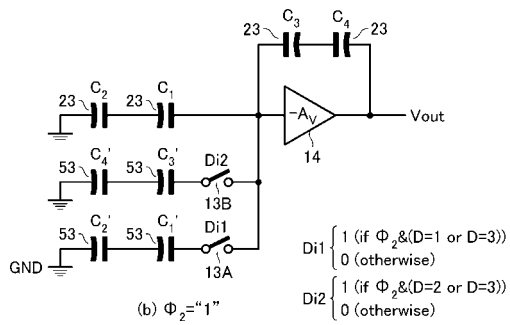 C₃ C₄
23 23
C₂ C₁
23 23
-Aᵥ
14
Vout
C₄' C₃'
53 53
Di2
13B
C₂' C₁'
53 53
Di1
13A
GND
(b) Φ₂="1"
Di1 { 1 (if Φ₂&(D=1 or D=3))
0 (otherwise)
Di2 { 1 (if Φ₂&(D=2 or D=3))
0 (otherwise)